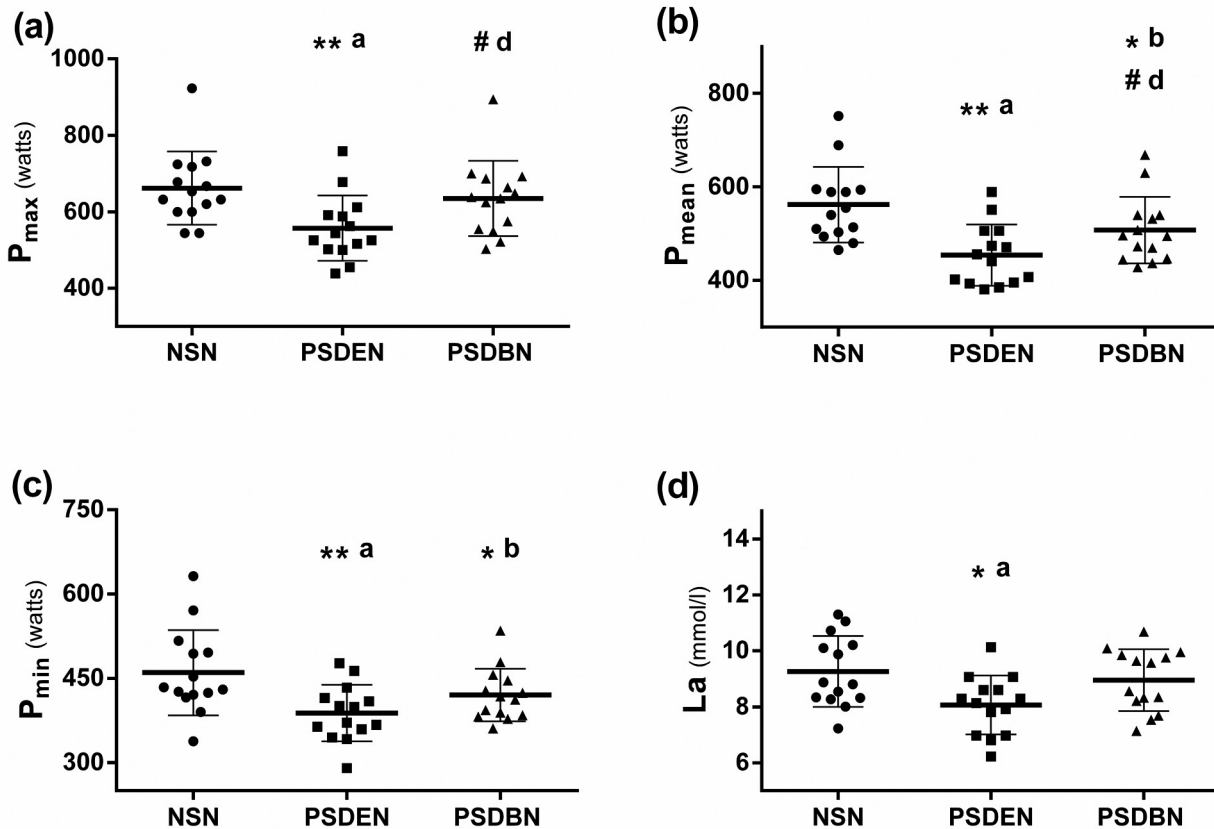 (a)
P max (watts)
** a
# d
1000
800
600
400
NSN
PSDEN
PSDBN
(b)
P mean (watts)
** a
* b
# d
800
600
400
NSN
PSDEN
PSDBN
(c)
P min (watts)
** a
* b
750
600
450
300
NSN
PSDEN
PSDBN
(d)
La (mmol/l)
* a
14
12
10
8
6
NSN
PSDEN
PSDBN